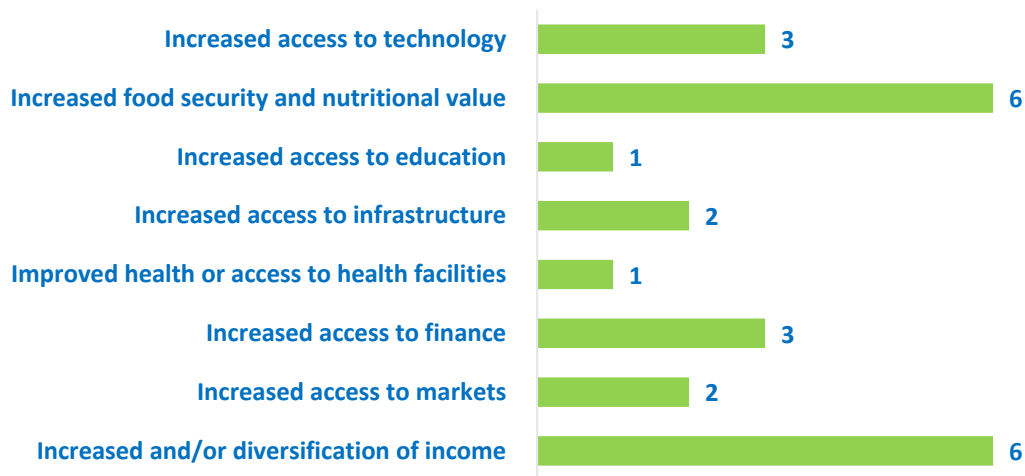 Increased access to technology 3
Increased food security and nutritional value 6
Increased access to education 1
Increased access to infrastructure 2
Improved health or access to health facilities 1
Increased access to finance 3
Increased access to markets 2
Increased and/or diversification of income 6